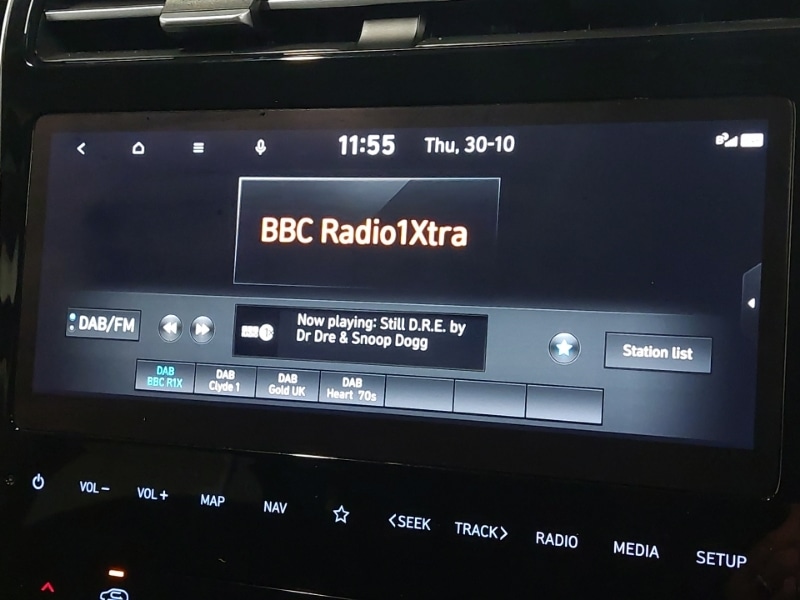 11:55 Thu, 30-10
BBC Radio1Xtra
DAB/FM
Now playing: Still D.R.E. by
Dr Dre & Snoop Dogg
Station list
DAB
BBC R1X
DAB
Clyde 1
DAB
Gold UK
DAB
Heart 70s
VOL− VOL+ MAP NAV <SEEK TRACK> RADIO MEDIA SETUP